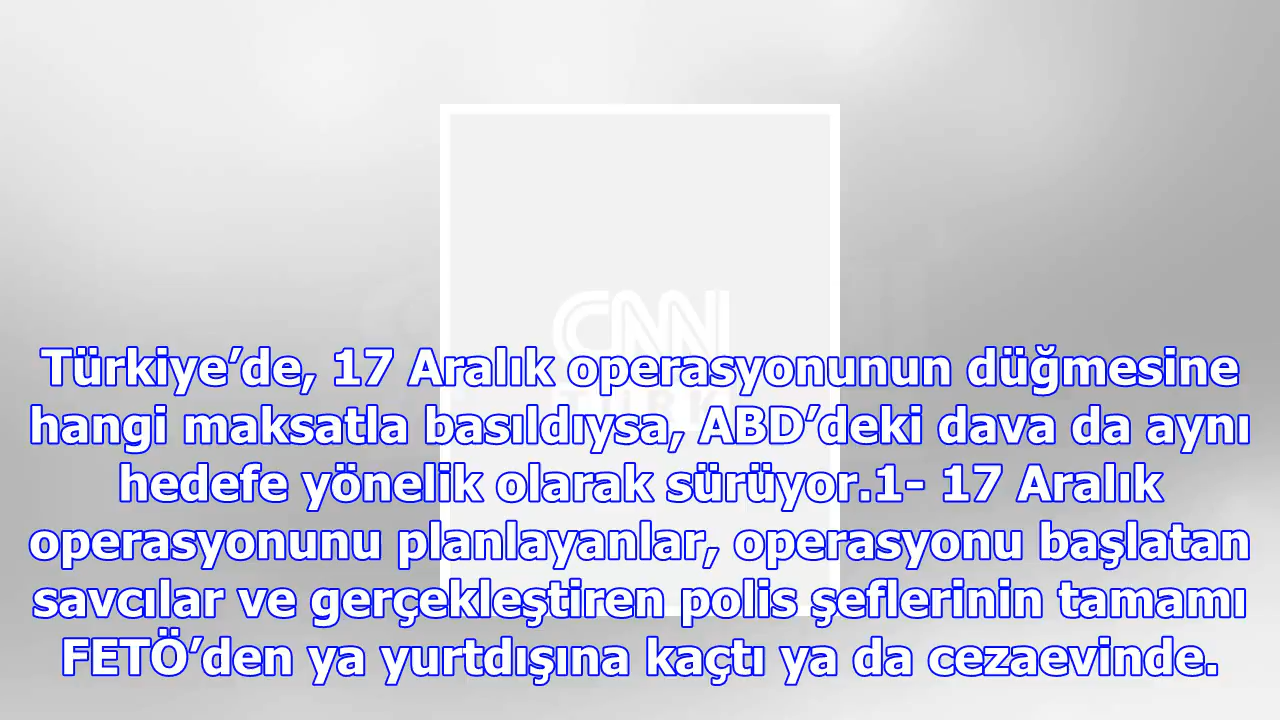 CNN
TÜRK
Türkiye’de, 17 Aralık operasyonunun düğmesine
hangi maksatla basıldıysa, ABD’deki dava da aynı
hedefe yönelik olarak sürüyor.1- 17 Aralık
operasyonunu planlayanlar, operasyonu başlatan
savcılar ve gerçekleştiren polis şeflerinin tamamı
FETÖ’den ya yurtdışına kaçtı ya da cezaevinde.